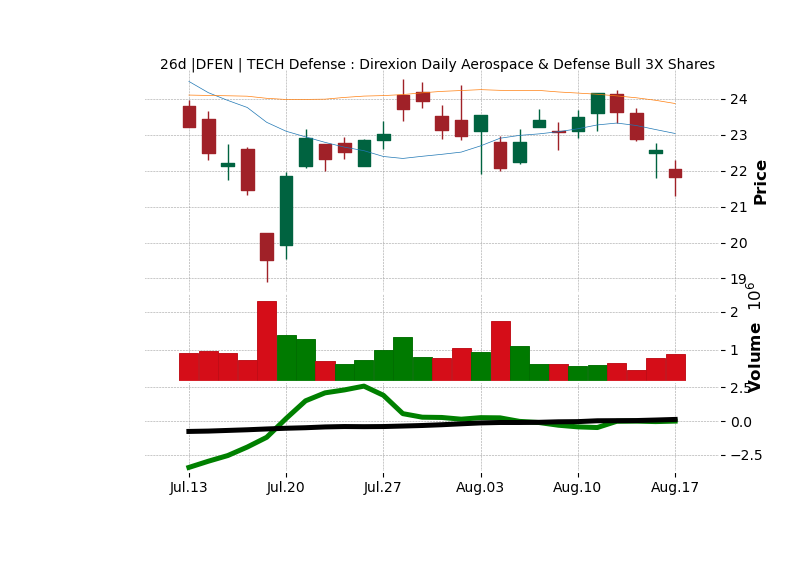 26d |DFEN | TECH Defense : Direxion Daily Aerospace & Defense Bull 3X Shares
24
23
22
21
20
19
Price
2
1
Volume 10^6
2.5
0.0
−2.5
Jul.13 Jul.20 Jul.27 Aug.03 Aug.10 Aug.17